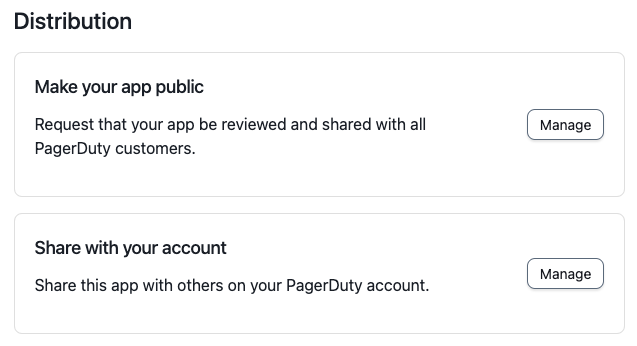 Distribution
Make your app public
Request that your app be reviewed and shared with all
PagerDuty customers.
Manage
Share with your account
Share this app with others on your PagerDuty account.
Manage